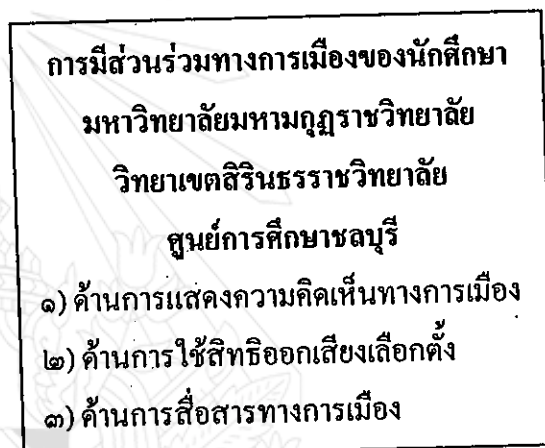 การมีส่วนร่วมทางการเมืองของนักศึกษา
มหาวิทยาลัยมหามกุฏราชวิทยาลัย
วิทยาเขตสิรินธรราชวิทยาลัย
ศูนย์การศึกษาชลบุรี
๑) ด้านการแสดงความคิดเห็นทางการเมือง
๒) ด้านการใช้สิทธิออกเสียงเลือกตั้ง
๓) ด้านการสื่อสารทางการเมือง